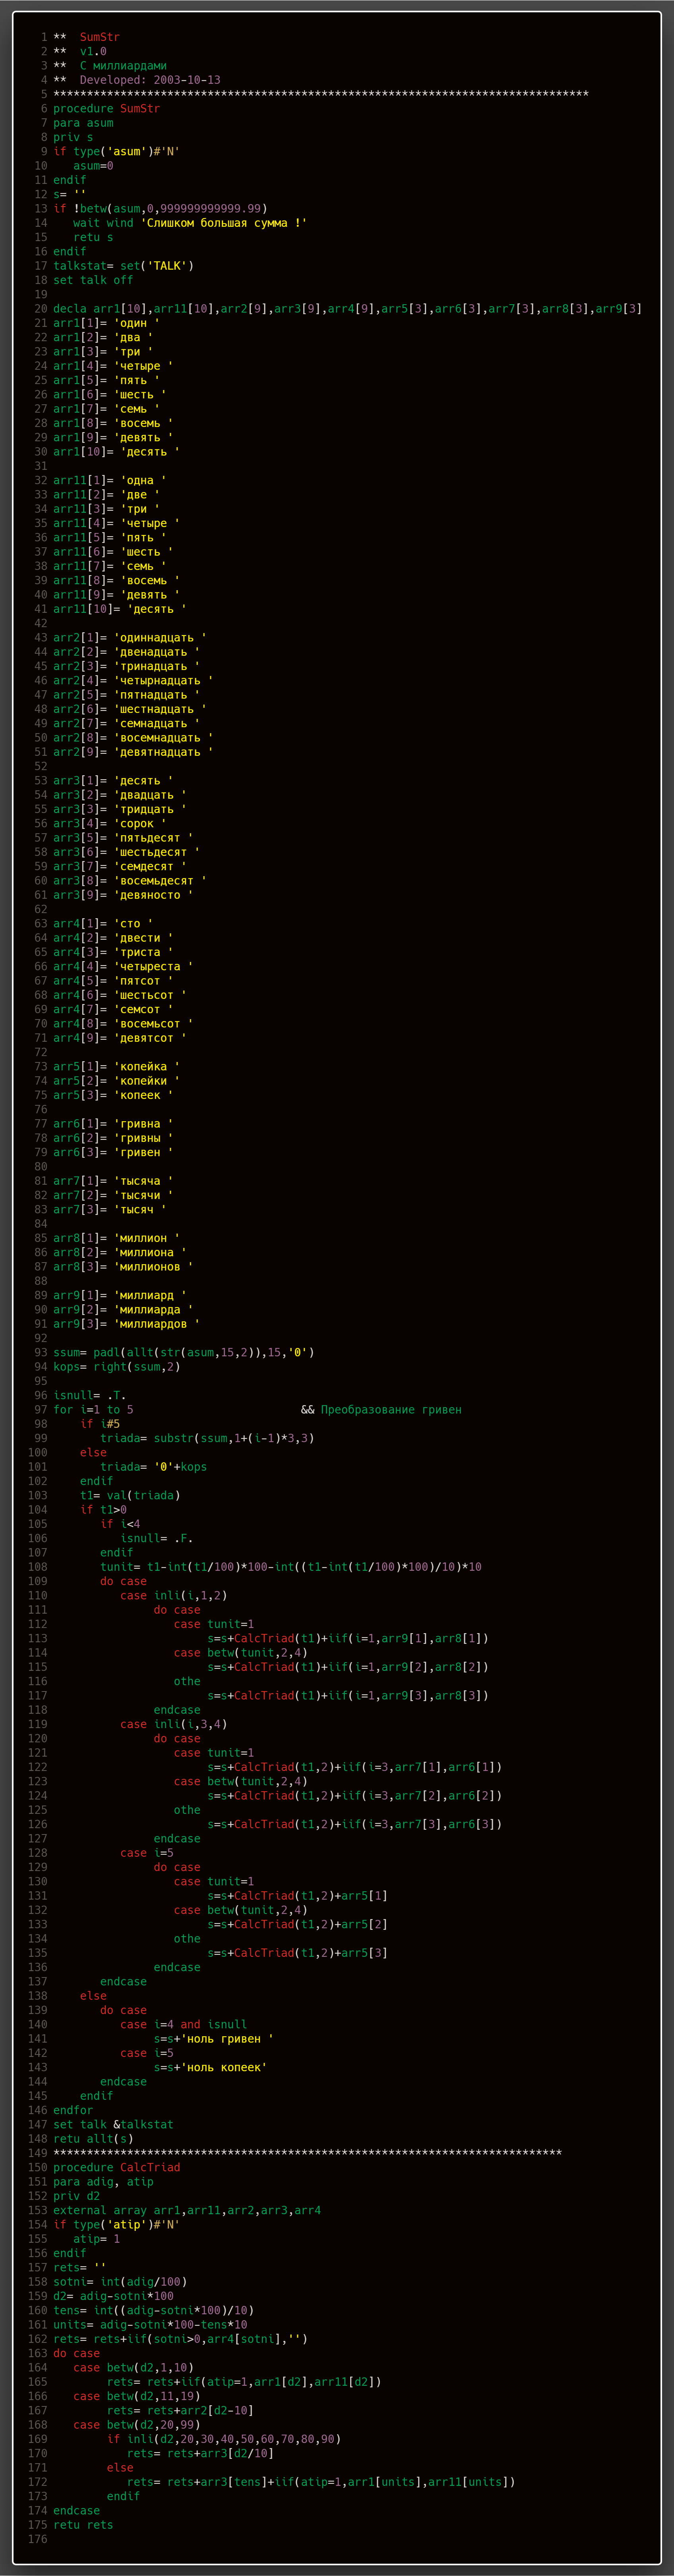 1 **  SumStr
2 **  v1.0
3 **  С миллиардами
4 **  Developed: 2003-10-13
5 ********************************************************************************
6 procedure SumStr
7 para asum
8 priv s
9 if type('asum')#'N'
10    asum=0
11 endif
12 s= ''
13 if !betw(asum,0,999999999999.99)
14    wait wind 'Слишком большая сумма !'
15    retu s
16 endif
17 talkstat= set('TALK')
18 set talk off
19
20 decla arr1[10],arr11[10],arr2[9],arr3[9],arr4[9],arr5[3],arr6[3],arr7[3],arr8[3],arr9[3]
21 arr1[1]= 'один '
22 arr1[2]= 'два '
23 arr1[3]= 'три '
24 arr1[4]= 'четыре '
25 arr1[5]= 'пять '
26 arr1[6]= 'шесть '
27 arr1[7]= 'семь '
28 arr1[8]= 'восемь '
29 arr1[9]= 'девять '
30 arr1[10]= 'десять '
31
32 arr11[1]= 'одна '
33 arr11[2]= 'две '
34 arr11[3]= 'три '
35 arr11[4]= 'четыре '
36 arr11[5]= 'пять '
37 arr11[6]= 'шесть '
38 arr11[7]= 'семь '
39 arr11[8]= 'восемь '
40 arr11[9]= 'девять '
41 arr11[10]= 'десять '
42
43 arr2[1]= 'одиннадцать '
44 arr2[2]= 'двенадцать '
45 arr2[3]= 'тринадцать '
46 arr2[4]= 'четырнадцать '
47 arr2[5]= 'пятнадцать '
48 arr2[6]= 'шестнадцать '
49 arr2[7]= 'семнадцать '
50 arr2[8]= 'восемнадцать '
51 arr2[9]= 'девятнадцать '
52
53 arr3[1]= 'десять '
54 arr3[2]= 'двадцать '
55 arr3[3]= 'тридцать '
56 arr3[4]= 'сорок '
57 arr3[5]= 'пятьдесят '
58 arr3[6]= 'шестьдесят '
59 arr3[7]= 'семдесят '
60 arr3[8]= 'восемьдесят '
61 arr3[9]= 'девяносто '
62
63 arr4[1]= 'сто '
64 arr4[2]= 'двести '
65 arr4[3]= 'триста '
66 arr4[4]= 'четыреста '
67 arr4[5]= 'пятсот '
68 arr4[6]= 'шестьсот '
69 arr4[7]= 'семсот '
70 arr4[8]= 'восемьсот '
71 arr4[9]= 'девятсот '
72
73 arr5[1]= 'копейка '
74 arr5[2]= 'копейки '
75 arr5[3]= 'копеек '
76
77 arr6[1]= 'гривна '
78 arr6[2]= 'гривны '
79 arr6[3]= 'гривен '
80
81 arr7[1]= 'тысяча '
82 arr7[2]= 'тысячи '
83 arr7[3]= 'тысяч '
84
85 arr8[1]= 'миллион '
86 arr8[2]= 'миллиона '
87 arr8[3]= 'миллионов '
88
89 arr9[1]= 'миллиард '
90 arr9[2]= 'миллиарда '
91 arr9[3]= 'миллиардов '
92
93 ssum= padl(allt(str(asum,15,2)),15,'0')
94 kops= right(ssum,2)
95
96 isnull= .T.
97 for i=1 to 5                         && Преобразование гривен
98     if i#5
99        triada= substr(ssum,1+(i-1)*3,3)
100     else
101        triada= '0'+kops
102     endif
103     t1= val(triada)
104     if t1>0
105        if i<4
106           isnull= .F.
107        endif
108        tunit= t1-int(t1/100)*100-int((t1-int(t1/100)*100)/10)*10
109        do case
110           case inli(i,1,2)
111                do case
112                   case tunit=1
113                        s=s+CalcTriad(t1)+iif(i=1,arr9[1],arr8[1])
114                   case betw(tunit,2,4)
115                        s=s+CalcTriad(t1)+iif(i=1,arr9[2],arr8[2])
116                   othe
117                        s=s+CalcTriad(t1)+iif(i=1,arr9[3],arr8[3])
118                endcase
119           case inli(i,3,4)
120                do case
121                   case tunit=1
122                        s=s+CalcTriad(t1,2)+iif(i=3,arr7[1],arr6[1])
123                   case betw(tunit,2,4)
124                        s=s+CalcTriad(t1,2)+iif(i=3,arr7[2],arr6[2])
125                   othe
126                        s=s+CalcTriad(t1,2)+iif(i=3,arr7[3],arr6[3])
127                endcase
128           case i=5
129                do case
130                   case tunit=1
131                        s=s+CalcTriad(t1,2)+arr5[1]
132                   case betw(tunit,2,4)
133                        s=s+CalcTriad(t1,2)+arr5[2]
134                   othe
135                        s=s+CalcTriad(t1,2)+arr5[3]
136                endcase
137        endcase
138     else
139        do case
140           case i=4 and isnull
141                s=s+'ноль гривен '
142           case i=5
143                s=s+'ноль копеек'
144        endcase
145     endif
146 endfor
147 set talk &talkstat
148 retu allt(s)
149 ****************************************************************************
150 procedure CalcTriad
151 para adig, atip
152 priv d2
153 external array arr1,arr11,arr2,arr3,arr4
154 if type('atip')#'N'
155    atip= 1
156 endif
157 rets= ''
158 sotni= int(adig/100)
159 d2= adig-sotni*100
160 tens= int((adig-sotni*100)/10)
161 units= adig-sotni*100-tens*10
162 rets= rets+iif(sotni>0,arr4[sotni],'')
163 do case
164    case betw(d2,1,10)
165         rets= rets+iif(atip=1,arr1[d2],arr11[d2])
166    case betw(d2,11,19)
167         rets= rets+arr2[d2-10]
168    case betw(d2,20,99)
169         if inli(d2,20,30,40,50,60,70,80,90)
170            rets= rets+arr3[d2/10]
171         else
172            rets= rets+arr3[tens]+iif(atip=1,arr1[units],arr11[units])
173         endif
174 endcase
175 retu rets
176